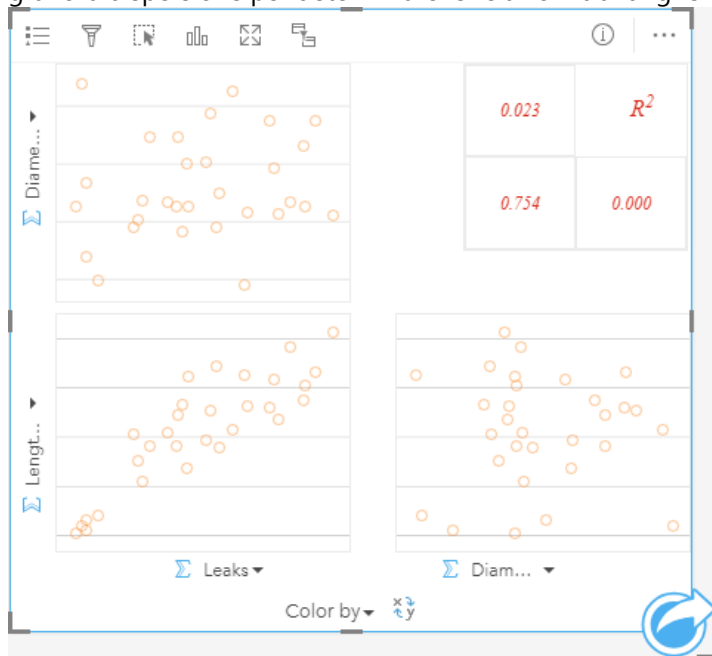 Diame...
0.023
R²
0.754
0.000
Lengt...
Σ Leaks
Σ Diam...
Color by
x y